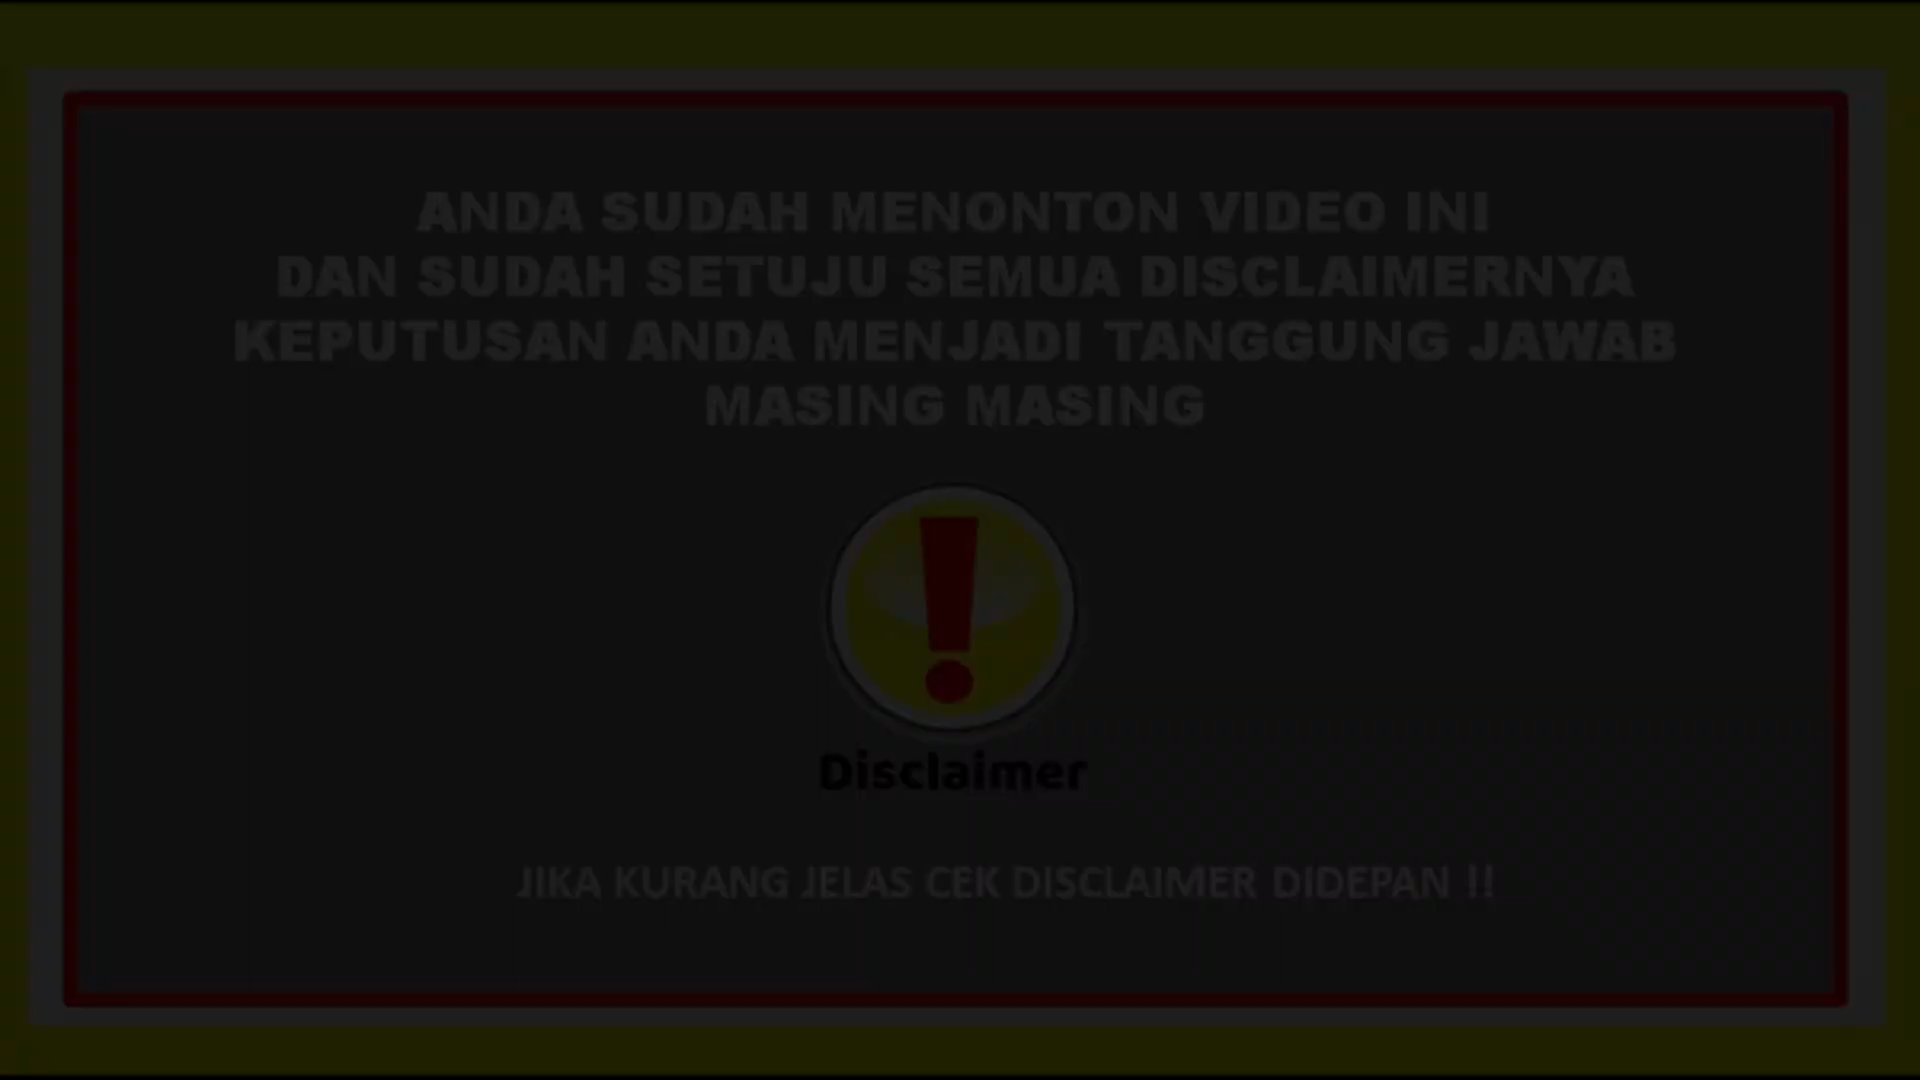 ANDA SUDAH MENONTON VIDEO INI
DAN SUDAH SETUJU SEMUA DISCLAIMERNYA
KEPUTUSAN ANDA MENJADI TANGGUNG JAWAB
MASING MASING
Disclaimer
JIKA KURANG JELAS CEK DISCLAIMER DIDEPAN !!